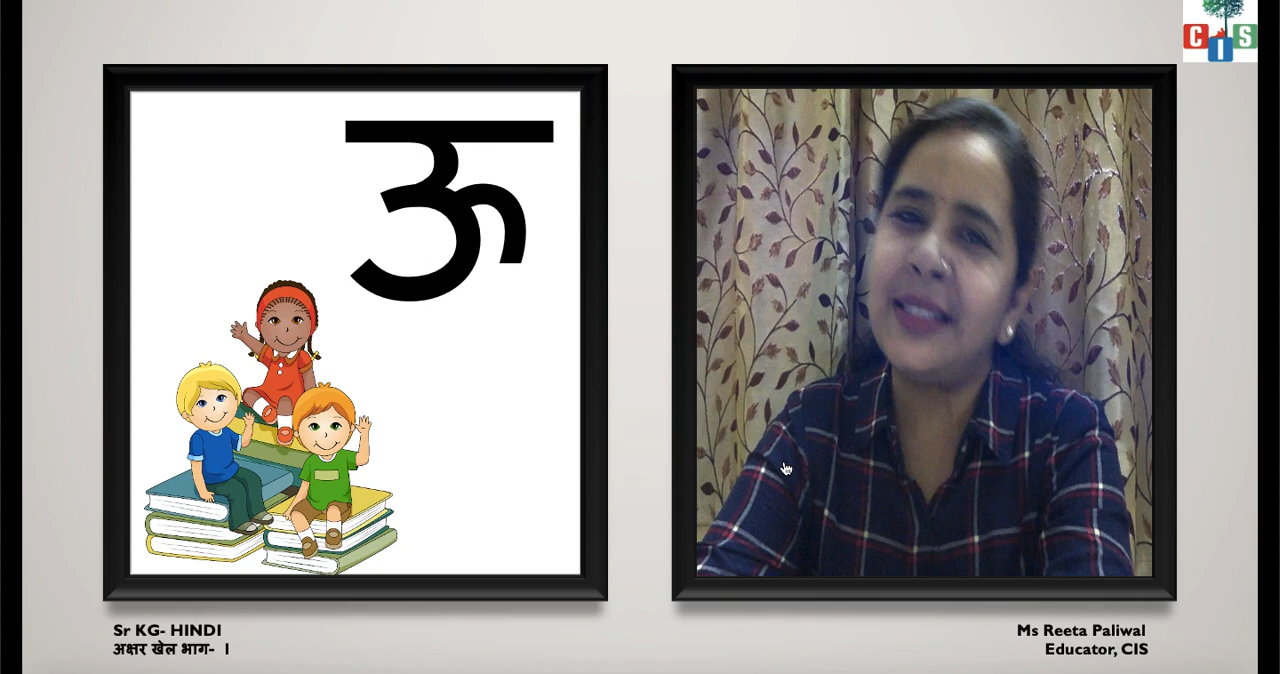 CIS
ऊ
Sr KG- HINDI
अक्षर खेल भाग- 1
Ms Reeta Paliwal
Educator, CIS